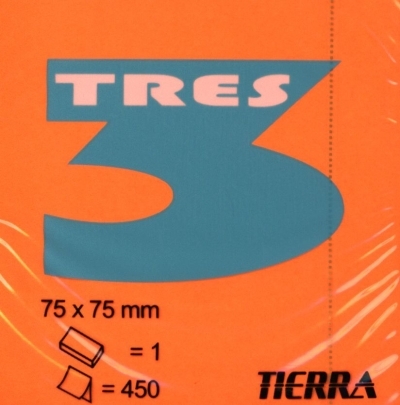 TRES
3
75 x 75 mm
= 1
= 450
TIERRA